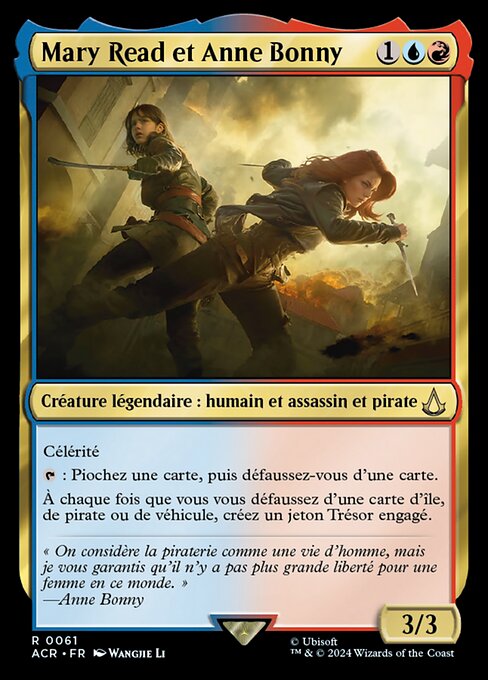 Mary Read et Anne Bonny 1
Créature légendaire : humain et assassin et pirate
Célérité
: Piochez une carte, puis défaussez-vous d'une carte.
À chaque fois que vous vous défaussez d'une carte d'île,
de pirate ou de véhicule, créez un jeton Trésor engagé.
« On considère la piraterie comme une vie d'homme, mais
je vous garantis qu'il n'y a pas plus grande liberté pour une
femme en ce monde. »
—Anne Bonny
3/3
R 0061
ACR • FR Wangjie Li
© Ubisoft
™ & © 2024 Wizards of the Coast